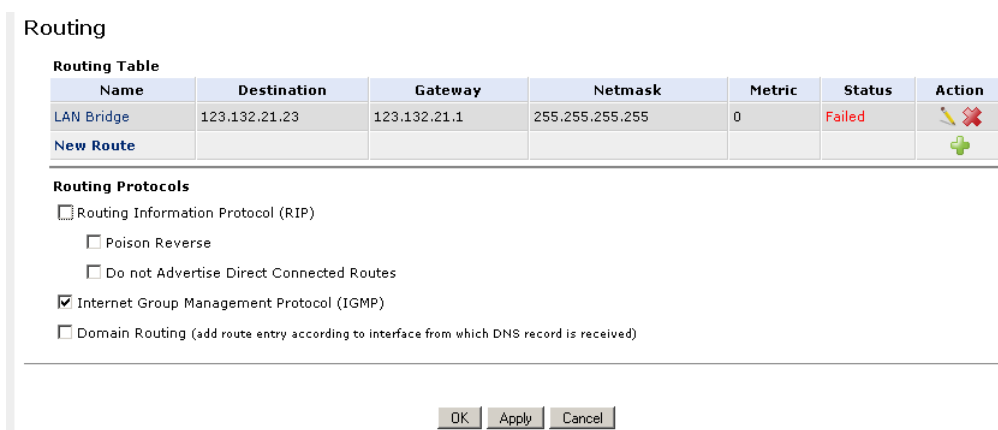 Routing
Routing Table
Name Destination Gateway Netmask Metric Status Action
LAN Bridge 123.132.21.23 123.132.21.1 255.255.255.255 0 Failed
New Route
Routing Protocols
Routing Information Protocol (RIP)
Poison Reverse
Do not Advertise Direct Connected Routes
Internet Group Management Protocol (IGMP)
Domain Routing (add route entry according to interface from which DNS record is received)
OK Apply Cancel